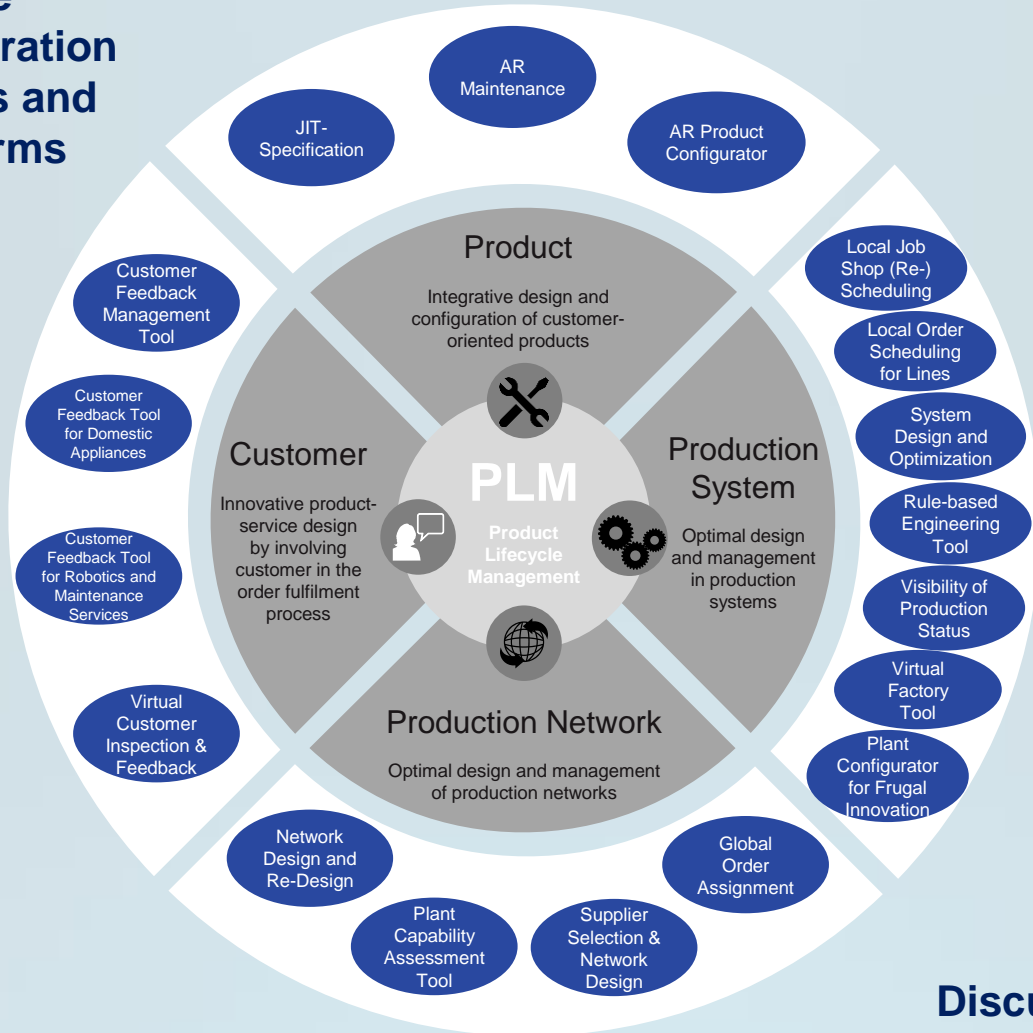 AR
Maintenance
JIT-
Specification
AR Product
Configurator
s and
Product
Integrative design and
configuration of customer-
oriented products
Customer
Feedback
Management
Tool
Customer
Feedback Tool
for Domestic
Appliances
Customer
Feedback Tool
for Robotics and
Maintenance
Services
Virtual
Customer
Inspection &
Feedback
Customer
Innovative product-
service design
by involving
customer in the
order fulfilment
process
PLM
Product
Lifecycle
Management
Production
System
Optimal design
and management
in production
systems
Local Job
Shop (Re-)
Scheduling
Local Order
Scheduling
for Lines
System
Design and
Optimization
Rule-based
Engineering
Tool
Visibility of
Production
Status
Virtual
Factory
Tool
Plant
Configurator
for Frugal
Innovation
Production Network
Optimal design and management
of production networks
Network
Design and
Re-Design
Plant
Capability
Assessment
Tool
Supplier
Selection &
Network
Design
Global
Order
Assignment